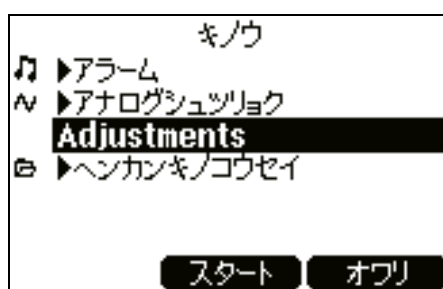 キノウ
▶アラーム
▶アナログシュツリョク
Adjustments
▶ヘンカンキノコウセイ
スタート オワリ